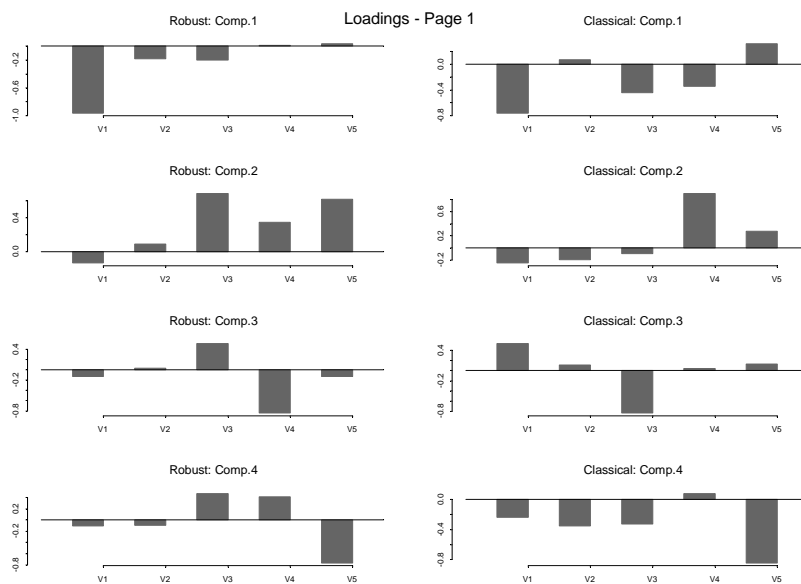 Loadings - Page 1
Robust: Comp.1
-0.2
-0.6
-1.0
V1 V2 V3 V4 V5
Classical: Comp.1
0.0
-0.4
-0.8
V1 V2 V3 V4 V5
Robust: Comp.2
0.4
0.0
V1 V2 V3 V4 V5
Classical: Comp.2
0.6
0.2
-0.2
V1 V2 V3 V4 V5
Robust: Comp.3
0.4
-0.2
-0.8
V1 V2 V3 V4 V5
Classical: Comp.3
0.4
-0.2
-0.8
V1 V2 V3 V4 V5
Robust: Comp.4
0.2
-0.2
-0.8
V1 V2 V3 V4 V5
Classical: Comp.4
0.0
-0.4
-0.8
V1 V2 V3 V4 V5